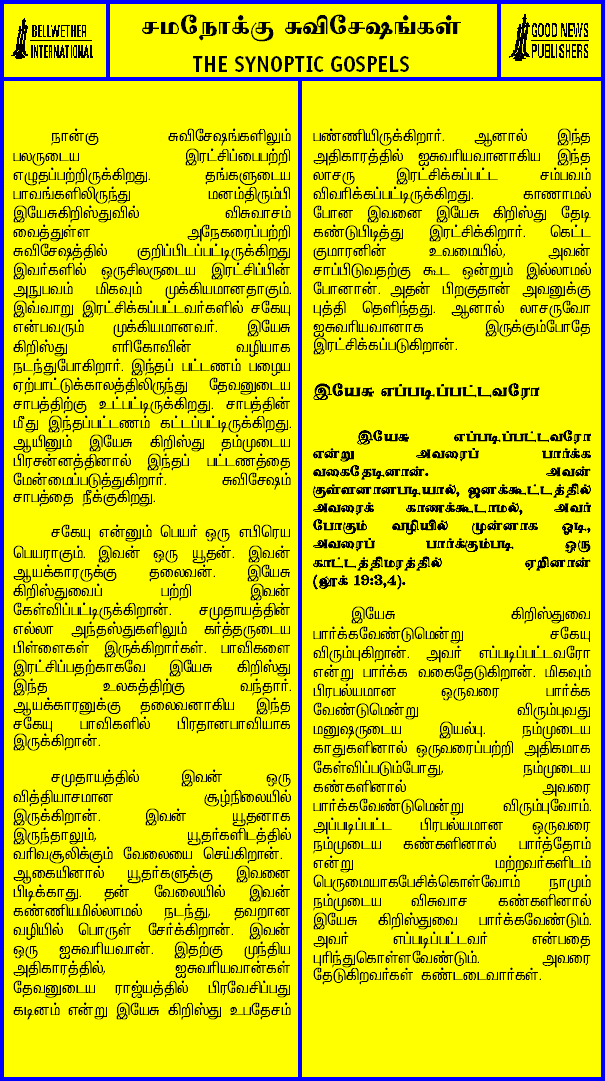 BELLWETHER
INTERNATIONAL
சமநோக்கு சுவிசேஷங்கள்
THE SYNOPTIC GOSPELS
GOOD NEWS
PUBLISHERS
நான்கு சுவிசேஷங்களிலும்
பலருடைய இரட்சிப்பைபற்றி
எழுதப்பற்றிருக்கிறது. தங்களுடைய
பாவங்களிலிருந்து மனம்திரும்பி
இயேசுகிறிஸ்துவில் விசுவாசம்
வைத்துள்ள அநேகரைப்பற்றி
சுவிசேஷத்தில் குறிப்பிடப்பட்டிருக்கிறது
இவர்களில் ஒருசிலருடைய இரட்சிப்பின்
அநுபவம் மிகவும் முக்கியமானதாகும்.
இவ்வாறு இரட்சிக்கப்பட்டவர்களில் சகேயு
என்பவரும் முக்கியமானவர். இயேசு
கிறிஸ்து எரிகோவின் வழியாக
நடந்துபோகிறார். இந்தப் பட்டணம் பழைய
ஏற்பாட்டுக்காலத்திலிருந்து தேவனுடைய
சாபத்திற்கு உட்பட்டிருக்கிறது. சாபத்தின்
மீது இந்தப்பட்டணம் கட்டப்பட்டிருக்கிறது.
ஆயினும் இயேசு கிறிஸ்து தம்முடைய
பிரசன்னத்தினால் இந்தப் பட்டணத்தை
மேன்மைப்படுத்துகிறார். சுவிசேஷம்
சாபத்தை நீக்குகிறது.
சகேயு என்னும் பெயர் ஒரு எபிரெய
பெயராகும். இவன் ஒரு யூதன். இவன்
ஆயக்காரருக்கு தலைவன். இயேசு
கிறிஸ்துவைப் பற்றி இவன்
கேள்விப்பட்டிருக்கிறான். சமுதாயத்தின்
எல்லா அந்தஸ்துகளிலும் கர்த்தருடைய
பிள்ளைகள் இருக்கிறார்கள். பாவிகளை
இரட்சிப்பதற்காகவே இயேசு கிறிஸ்து
இந்த உலகத்திற்கு வந்தார்.
ஆயக்காரனுக்கு தலைவனாகிய இந்த
சகேயு பாவிகளில் பிரதானபாவியாக
இருக்கிறான்.
சமுதாயத்தில் இவன் ஒரு
வித்தியாசமான சூழ்நிலையில்
இருக்கிறான். இவன் யூதனாக
இருந்தாலும், யூதர்களிடத்தில்
வரிவசூலிக்கும் வேலையை செய்கிறான்.
ஆகையினால் யூதர்களுக்கு இவனை
பிடிக்காது. தன் வேலையில் இவன்
கண்ணியமில்லாமல் நடந்து, தவறான
வழியில் பொருள் சேர்க்கிறான். இவன்
ஒரு ஐசுவரியவான். இதற்கு முந்திய
அதிகாரத்தில், ஐசுவரியவான்கள்
தேவனுடைய ராஜ்யத்தில் பிரவேசிப்பது
கடினம் என்று இயேசு கிறிஸ்து உபதேசம்
பண்ணியிருக்கிறார். ஆனால் இந்த
அதிகாரத்தில் ஐசுவரியவானாகிய இந்த
லாசரு இரட்சிக்கப்பட்ட சம்பவம்
விவரிக்கப்பட்டிருக்கிறது. காணாமல்
போன இவனை இயேசு கிறிஸ்து தேடி
கண்டுபிடித்து இரட்சிக்கிறார். கெட்ட
குமாரனின் உவமையில், அவன்
சாப்பிடுவதற்கு கூட ஒன்றும் இல்லாமல்
போனான். அதன் பிறகுதான் அவனுக்கு
புத்தி தெளிந்தது. ஆனால் லாசருவோ
ஐசுவரியவானாக இருக்கும்போதே
இரட்சிக்கப்படுகிறான்.
இயேசு எப்படிப்பட்டவரோ
இயேசு எப்படிப்பட்டவரோ
என்று அவரைப் பார்க்க
வகைதேடினான். அவன்
குள்ளனானபடியால், ஜனக்கூட்டத்தில்
அவரைக் காணக்கூடாமல், அவர்
போகும் வழியில் முன்னாக ஓடி,
அவரைப் பார்க்கும்படி ஒரு
காட்டத்திமரத்தில் ஏறினான்
(லூக் 19:3,4).
இயேசு கிறிஸ்துவை
பார்க்கவேண்டுமென்று சகேயு
விரும்புகிறான். அவர் எப்படிப்பட்டவரோ
என்று பார்க்க வகைதேடுகிறான். மிகவும்
பிரபல்யமான ஒருவரை பார்க்க
வேண்டுமென்று விரும்புவது
மனுஷருடைய இயல்பு. நம்முடைய
காதுகளினால் ஒருவரைப்பற்றி அதிகமாக
கேள்விப்படும்போது, நம்முடைய
கண்களினால் அவரை
பார்க்கவேண்டுமென்று விரும்புவோம்.
அப்படிப்பட்ட பிரபல்யமான ஒருவரை
நம்முடைய கண்களினால் பார்த்தோம்
என்று மற்றவர்களிடம்
பெருமையாகபேசிக்கொள்வோம் நாமும்
நம்முடைய விசுவாச கண்களினால்
இயேசு கிறிஸ்துவை பார்க்கவேண்டும்.
அவர் எப்படிப்பட்டவர் என்பதை
புரிந்துகொள்ளவேண்டும். அவரை
தேடுகிறவர்கள் கண்டடைவார்கள்.